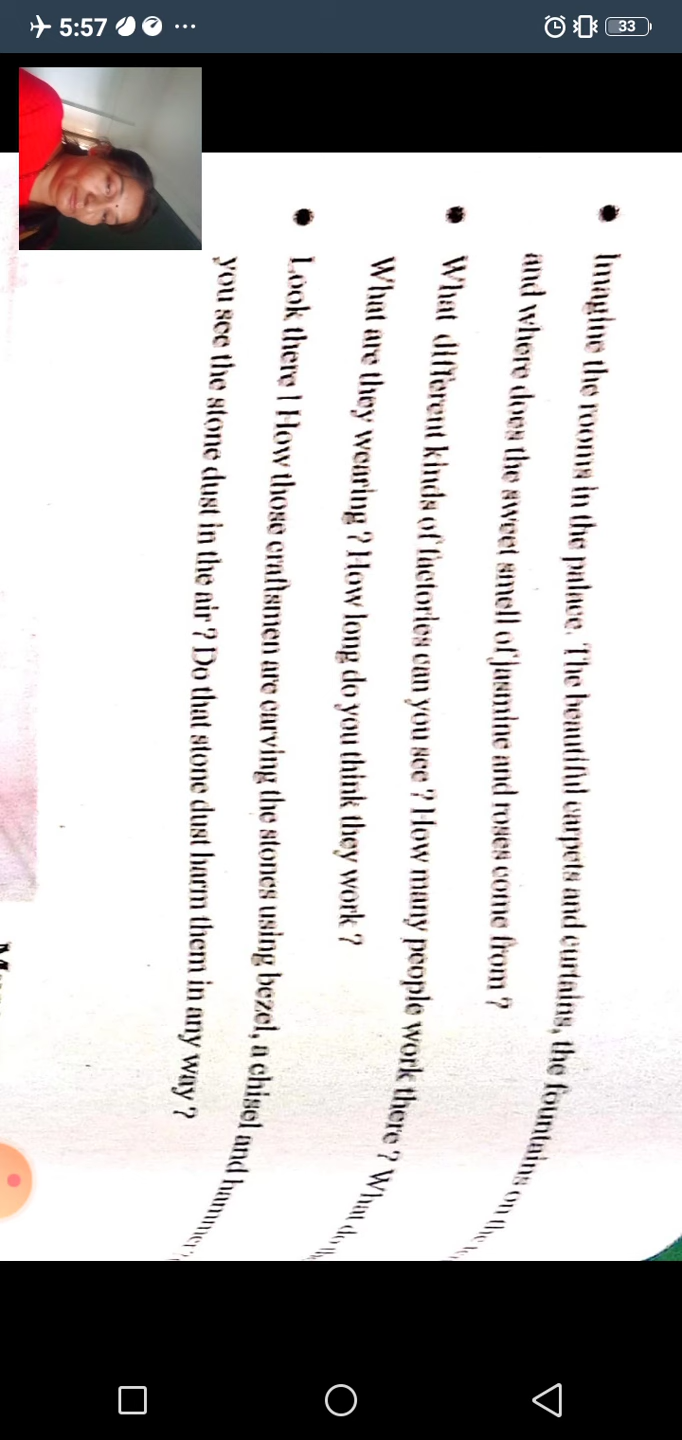 5:57
33
Imagine the rooms in the palace. The beautiful carpets and curtains, the fountains on the
and where does the sweet smell of jasmine and roses come from ?
What different kinds of factories can you see ? How many people work there ? What do
What are they wearing ? How long do you think they work ?
Look there ! How those craftsmen are carving the stones using bezel, a chisel and hammer
you see the stone dust in the air ? Do that stone dust harm them in any way ?